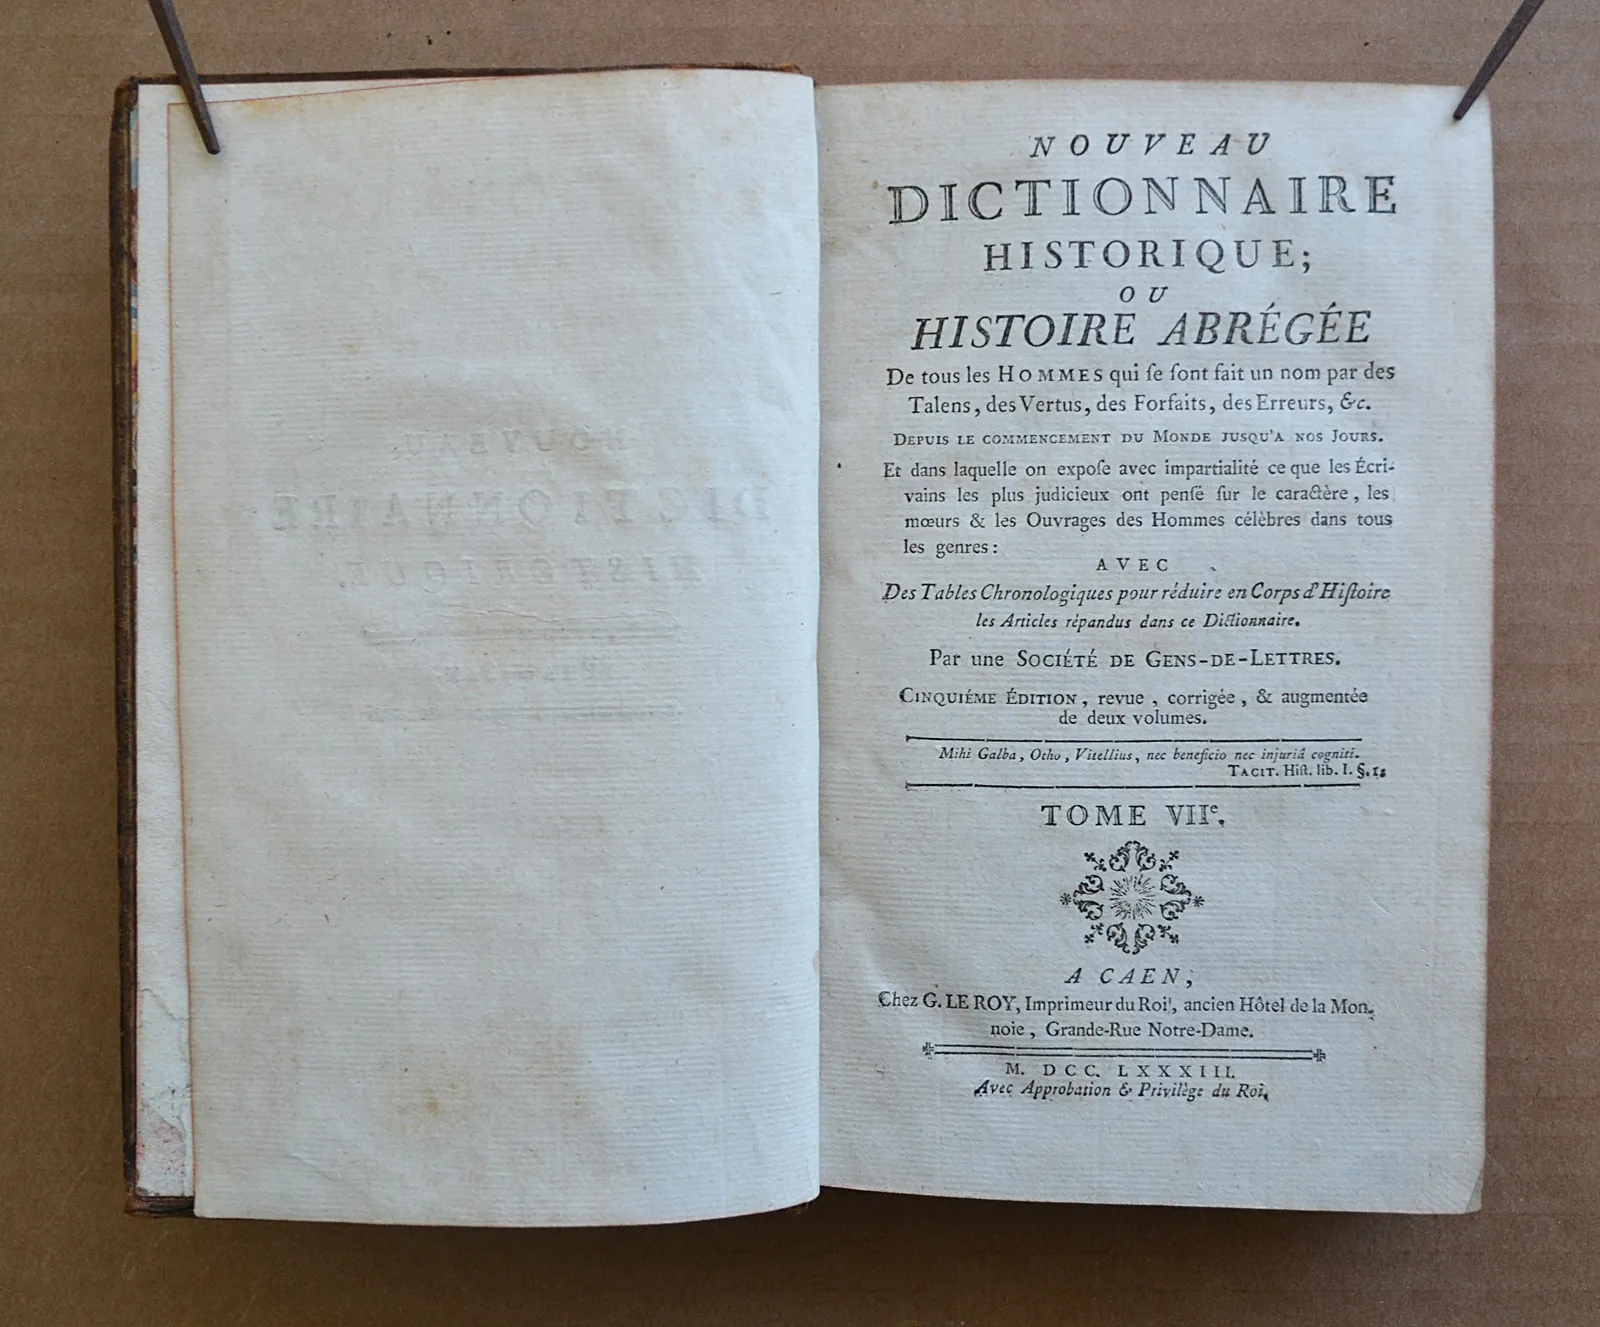 NOUVEAU
DICTIONNAIRE
HISTORIQUE;
OU
HISTOIRE ABRÉGÉE
De tous les HOMMES qui ſe ſont fait un nom par des
Talens, des Vertus, des Forfaits, des Erreurs, &c.
DEPUIS LE COMMENCEMENT DU MONDE JUSQU'A NOS JOURS.
Et dans laquelle on expoſe avec impartialité ce que les Écri-
vains les plus judicieux ont penſé ſur le caractère, les
mœurs & les Ouvrages des Hommes célèbres dans tous
les genres:
AVEC
Des Tables Chronologiques pour réduire en Corps d'Hiſtoire
les Articles répandus dans ce Dictionnaire.
Par une SOCIÉTÉ DE GENS-DE-LETTRES.
CINQUIÉME ÉDITION, revue, corrigée, & augmentée
de deux volumes.
Mihi Galba, Otho, Vitellius, nec beneficio nec injuriâ cogniti.
TACIT. Hiſt. lib. I. §. 1.
TOME VIIe.
A CAEN,
Chez G. LE ROY, Imprimeur du Roi, ancien Hôtel de la Mon-
noie, Grande-Rue Notre-Dame.
M. DCC. LXXXIII.
Avec Approbation & Privilège du Roi.